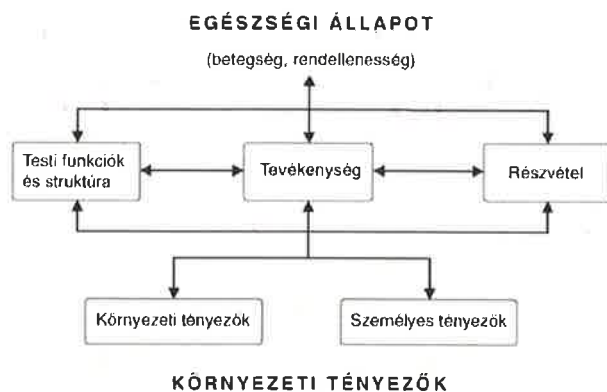 EGÉSZSÉGI ÁLLAPOT
(betegség, rendellenesség)
Testi funkciók
és struktúra
Tevékenység
Részvétel
Környezeti tényezők
Személyes tényezők
KÖRNYEZETI TÉNYEZŐK